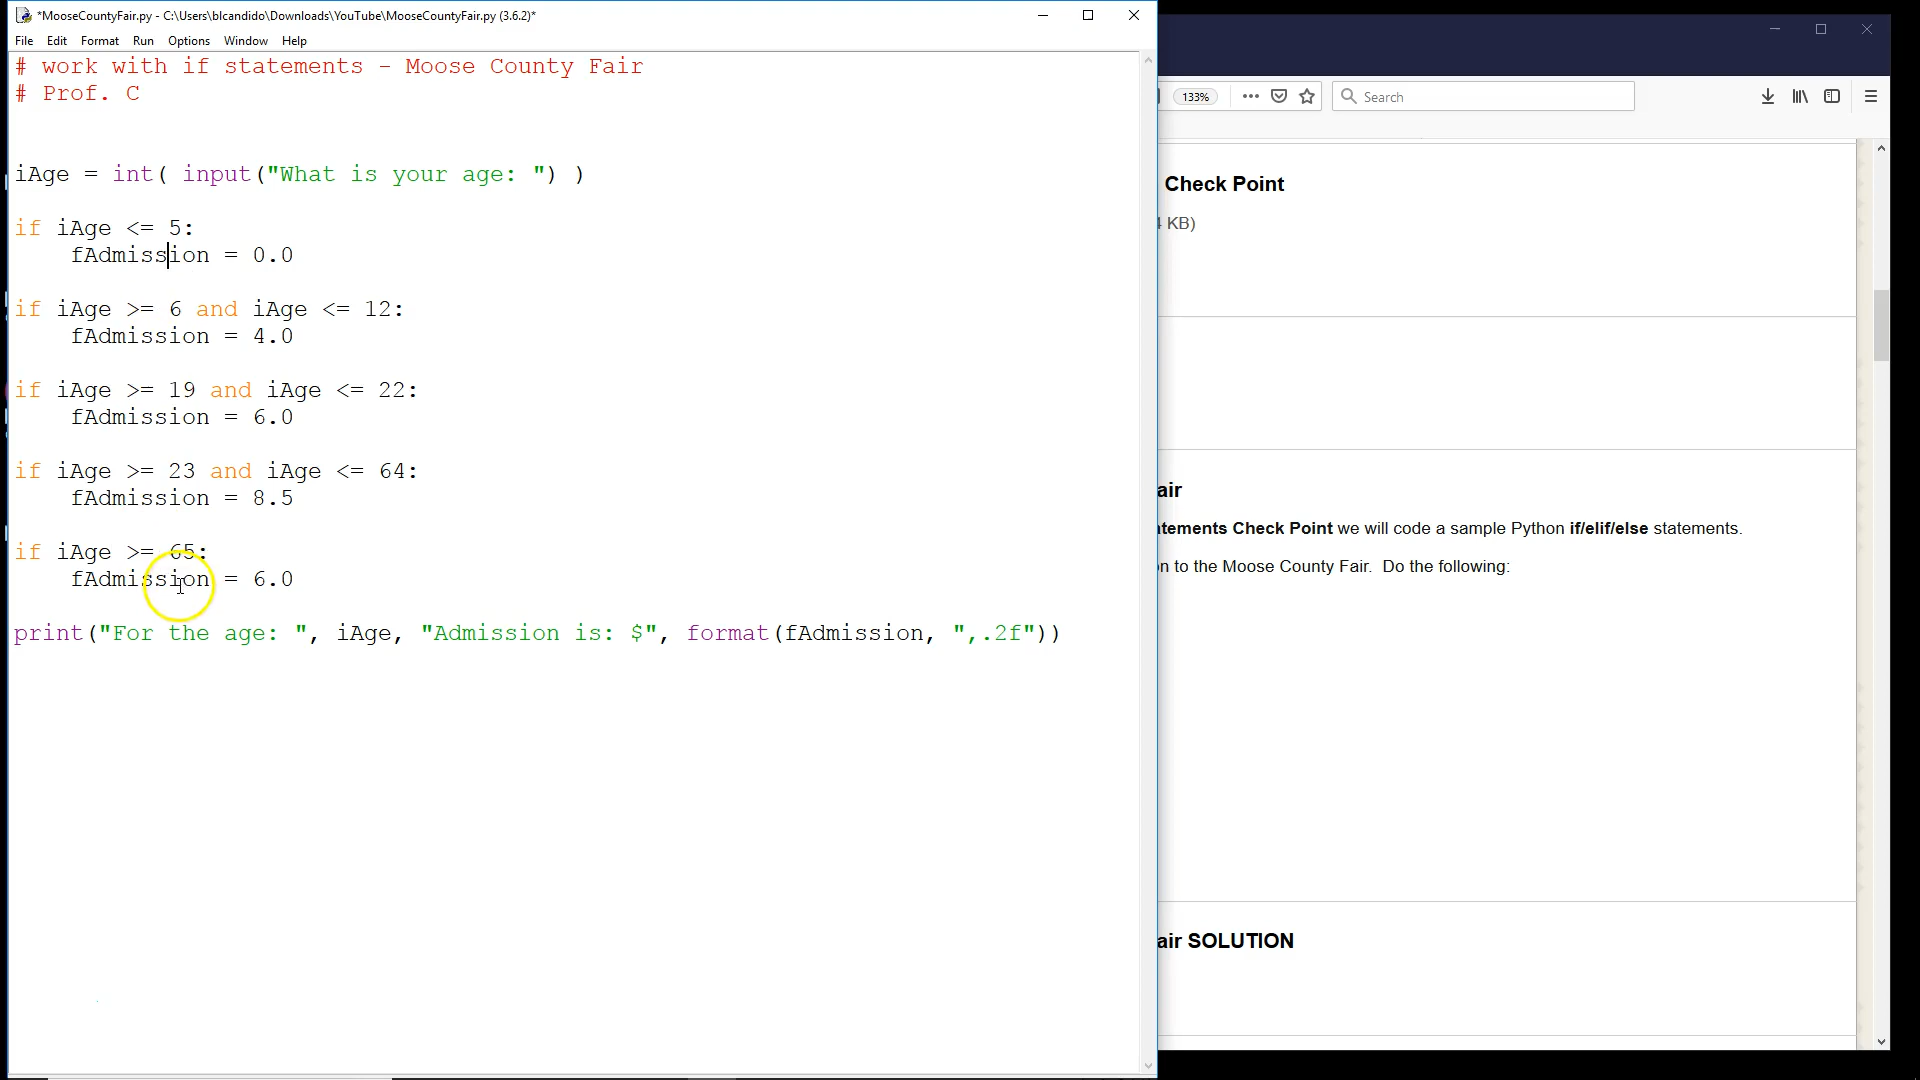 *MooseCountyFair.py - C:\Users\blcandido\Downloads\YouTube\MooseCountyFair.py (3.6.2)*
File Edit Format Run Options Window Help
# work with if statements - Moose County Fair
# Prof. C
iAge = int( input("What is your age: ") )
if iAge <= 5:
    fAdmission = 0.0
if iAge >= 6 and iAge <= 12:
    fAdmission = 4.0
if iAge >= 19 and iAge <= 22:
    fAdmission = 6.0
if iAge >= 23 and iAge <= 64:
    fAdmission = 8.5
if iAge >= 65:
    fAdmission = 6.0
print("For the age: ", iAge, "Admission is: $", format(fAdmission, ",.2f"))
133%
Search
Check Point
4 KB)
air
tatements Check Point we will code a sample Python if/elif/else statements.
on to the Moose County Fair. Do the following:
air SOLUTION